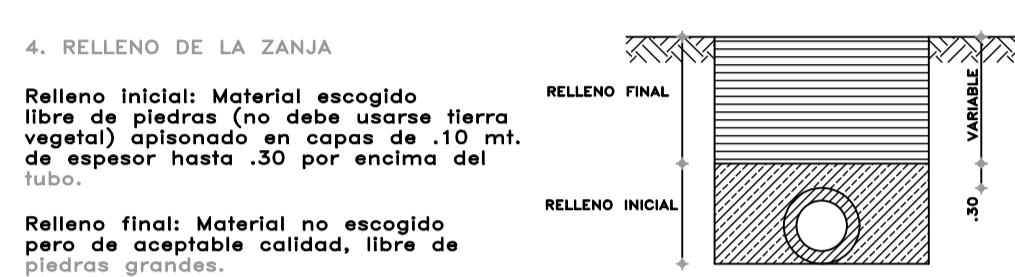 4. RELLENO DE LA ZANJA
Relleno inicial: Material escogido
libre de piedras (no debe usarse tierra
vegetal) apisonado en capas de .10 mt.
de espesor hasta .30 por encima del
tubo.
Relleno final: Material no escogido
pero de aceptable calidad, libre de
piedras grandes.
RELLENO FINAL
RELLENO INICIAL
VARIABLE
.30